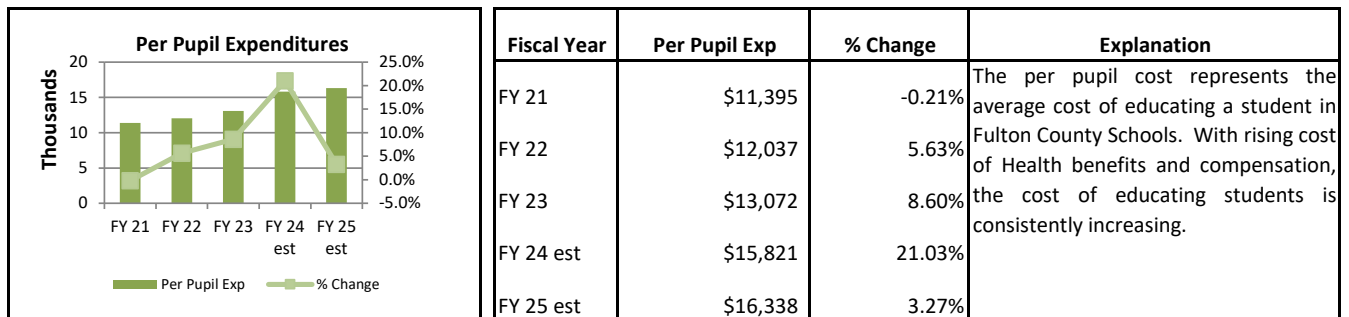 Per Pupil Expenditures
Thousands
20
15
10
5
0
25.0%
20.0%
15.0%
10.0%
5.0%
0.0%
-5.0%
FY 21 FY 22 FY 23 FY 24 est FY 25 est
Per Pupil Exp % Change
Fiscal Year Per Pupil Exp % Change Explanation
FY 21 $11,395 -0.21%
FY 22 $12,037 5.63%
FY 23 $13,072 8.60%
FY 24 est $15,821 21.03%
FY 25 est $16,338 3.27%
The per pupil cost represents the
average cost of educating a student in
Fulton County Schools. With rising cost
of Health benefits and compensation,
the cost of educating students is
consistently increasing.